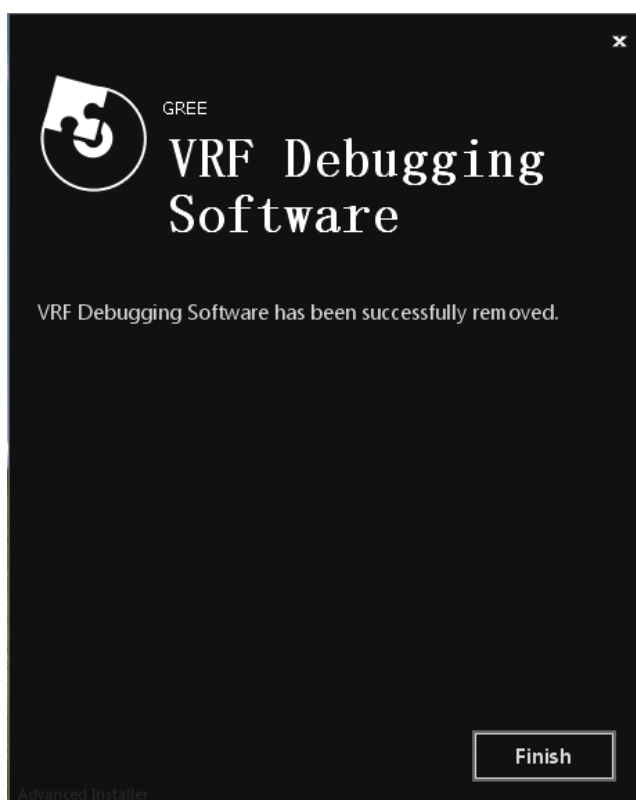 GREE
VRF Debugging
Software
VRF Debugging Software has been successfully removed.
Finish
Advanced Installer